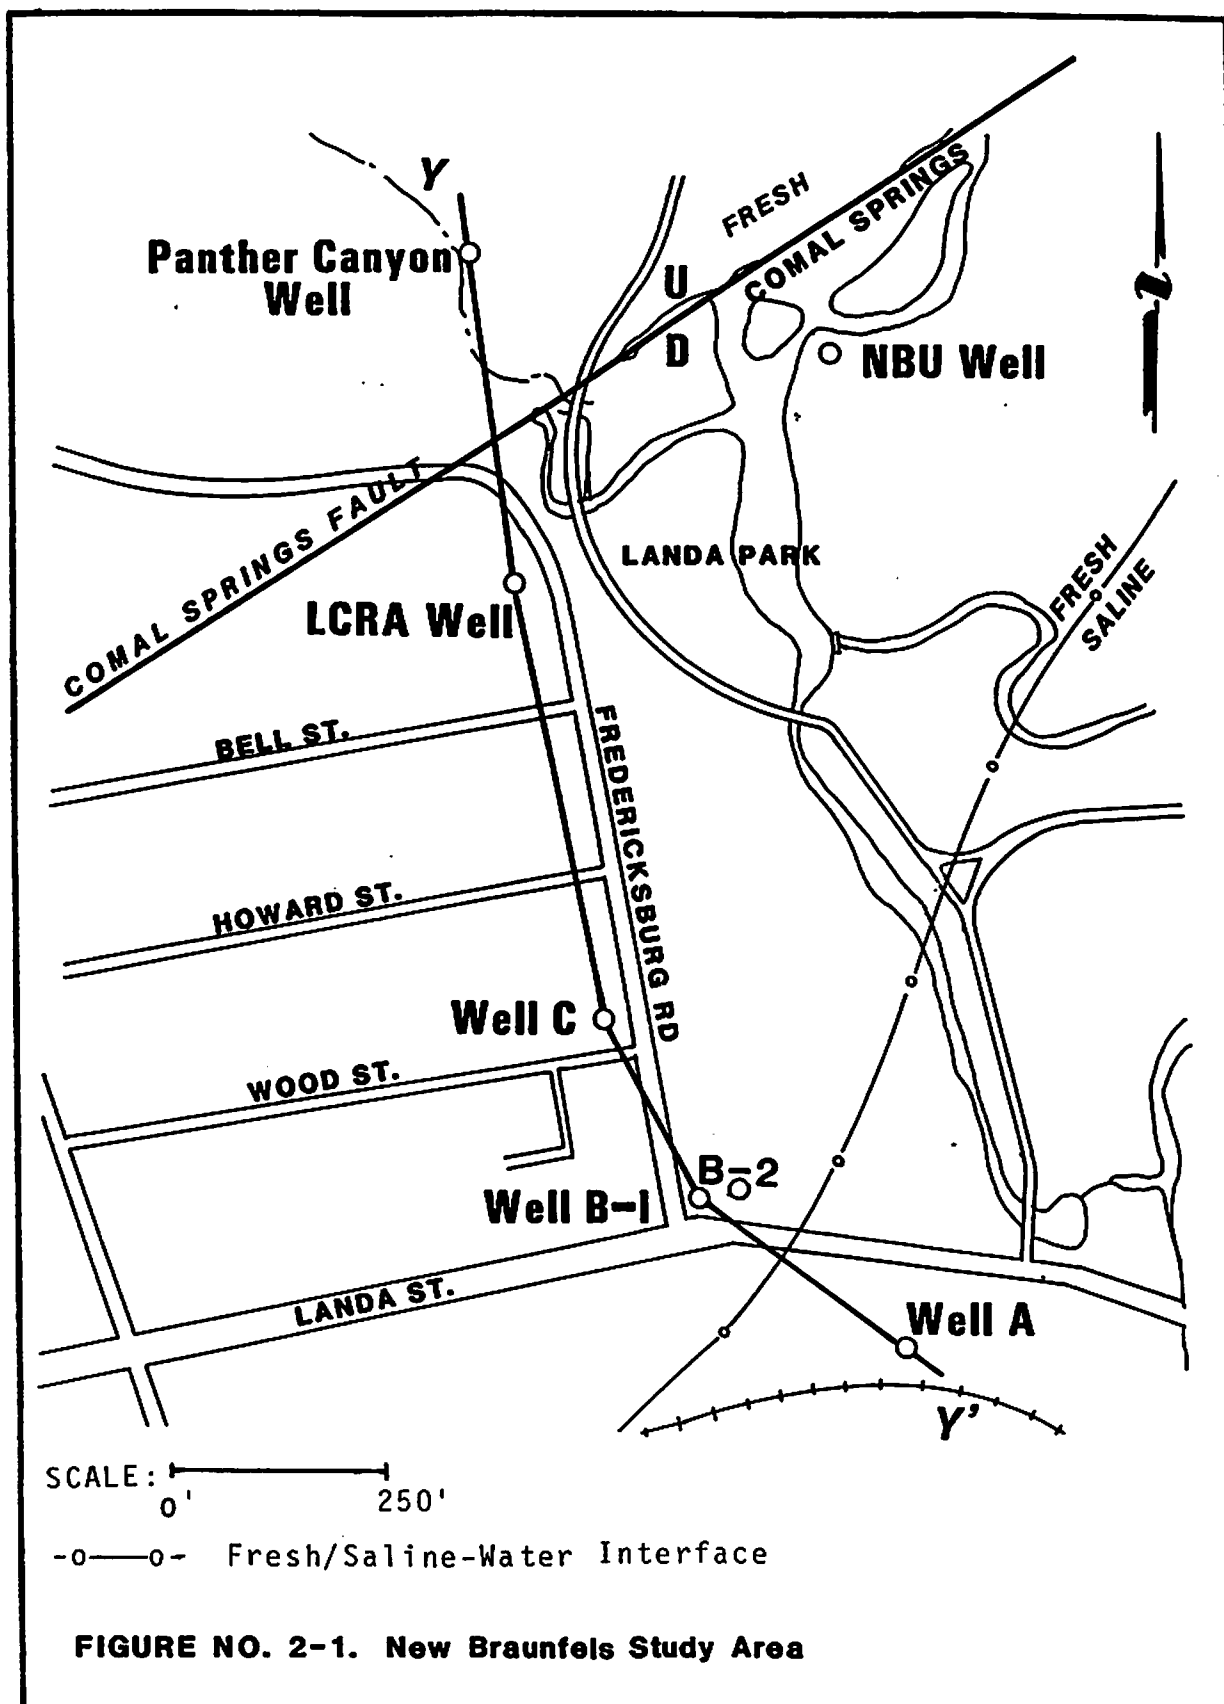 Y
FRESH
COMAL SPRINGS
Panther Canyon
Well
U
D
NBU Well
COMAL SPRINGS FAULT
LANDA PARK
FRESH
SALINE
LCRA Well
BELL ST.
FREDERICKSBURG RD
HOWARD ST.
Well C
WOOD ST.
B-2
Well B-1
LANDA ST.
Well A
Y'
SCALE:
0' 250'
-o——o- Fresh/Saline-Water Interface
FIGURE NO. 2-1. New Braunfels Study Area